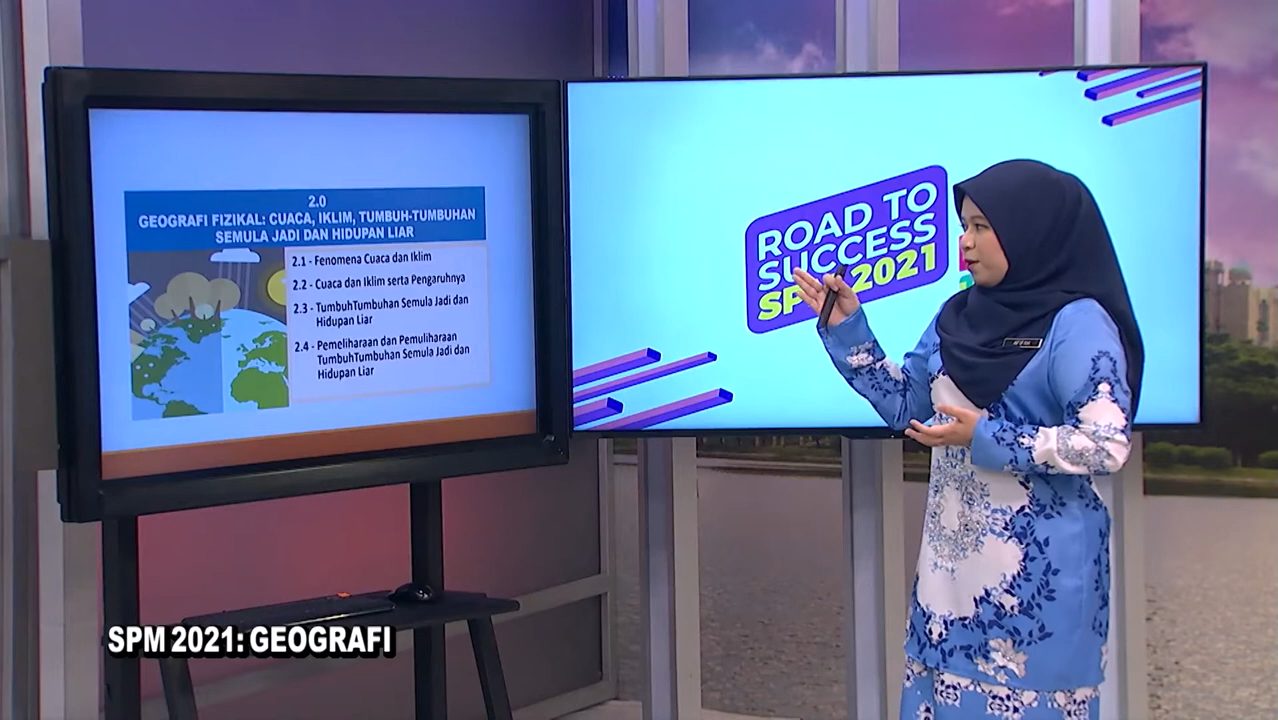 2.0
GEOGRAFI FIZIKAL: CUACA, IKLIM, TUMBUH-TUMBUHAN
SEMULA JADI DAN HIDUPAN LIAR
2.1 - Fenomena Cuaca dan Iklim
2.2 - Cuaca dan Iklim serta Pengaruhnya
2.3 - TumbuhTumbuhan Semula Jadi dan
Hidupan Liar
2.4 - Pemeliharaan dan Pemuliharaan
TumbuhTumbuhan Semula Jadi dan
Hidupan Liar
ROAD TO
SUCCESS
2021
SPM 2021: GEOGRAFI